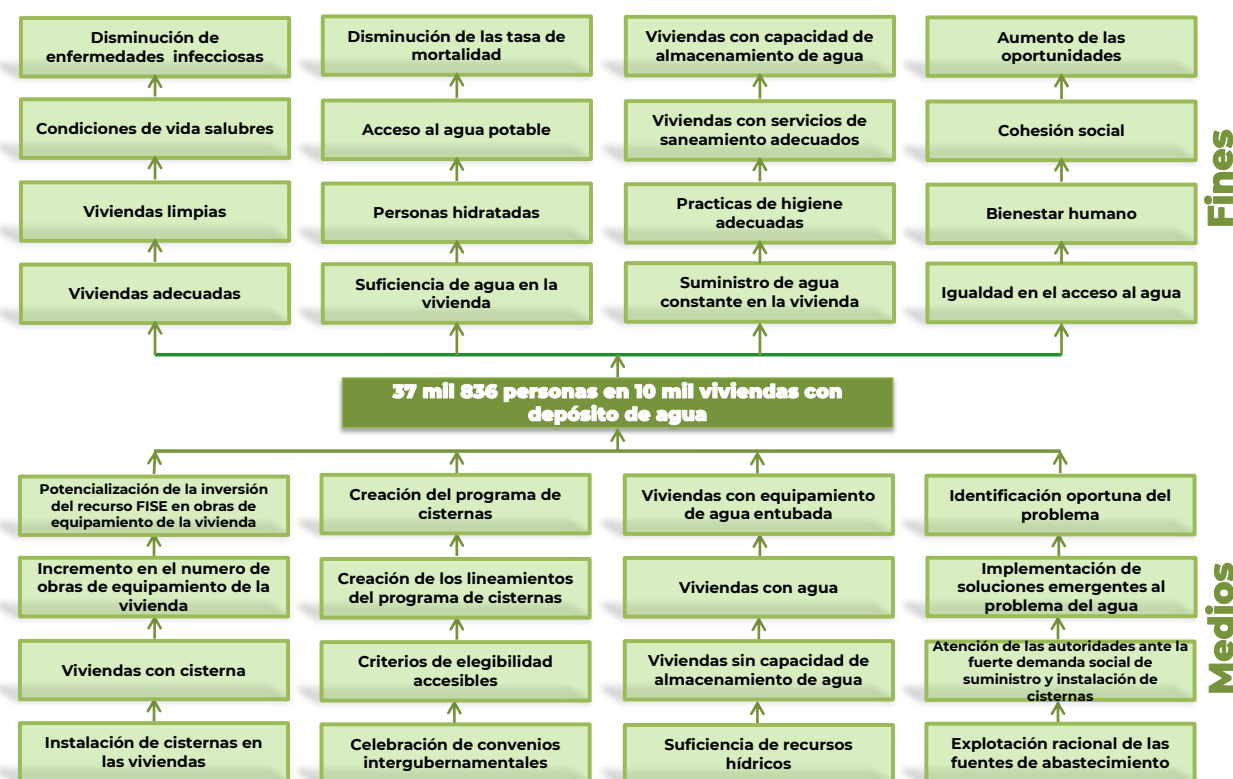 Disminución de
enfermedades infecciosas
Disminución de las tasa de
mortalidad
Viviendas con capacidad de
almacenamiento de agua
Aumento de las
oportunidades
Condiciones de vida salubres
Acceso al agua potable
Viviendas con servicios de
saneamiento adecuados
Cohesión social
Viviendas limpias
Personas hidratadas
Practicas de higiene
adecuadas
Bienestar humano
Viviendas adecuadas
Suficiencia de agua en la
vivienda
Suministro de agua
constante en la vivienda
Igualdad en el acceso al agua
Fines
37 mil 836 personas en 10 mil viviendas con
depósito de agua
Potencialización de la inversión
del recurso FISE en obras de
equipamiento de la vivienda
Creación del programa de
cisternas
Viviendas con equipamiento
de agua entubada
Identificación oportuna del
problema
Incremento en el numero de
obras de equipamiento de la
vivienda
Creación de los lineamientos
del programa de cisternas
Viviendas con agua
Implementación de
soluciones emergentes al
problema del agua
Viviendas con cisterna
Criterios de elegibilidad
accesibles
Viviendas sin capacidad de
almacenamiento de agua
Atención de las autoridades ante la
fuerte demanda social de
suministro y instalación de
cisternas
Instalación de cisternas en
las viviendas
Celebración de convenios
intergubernamentales
Suficiencia de recursos
hídricos
Explotación racional de las
fuentes de abastecimiento
Medios